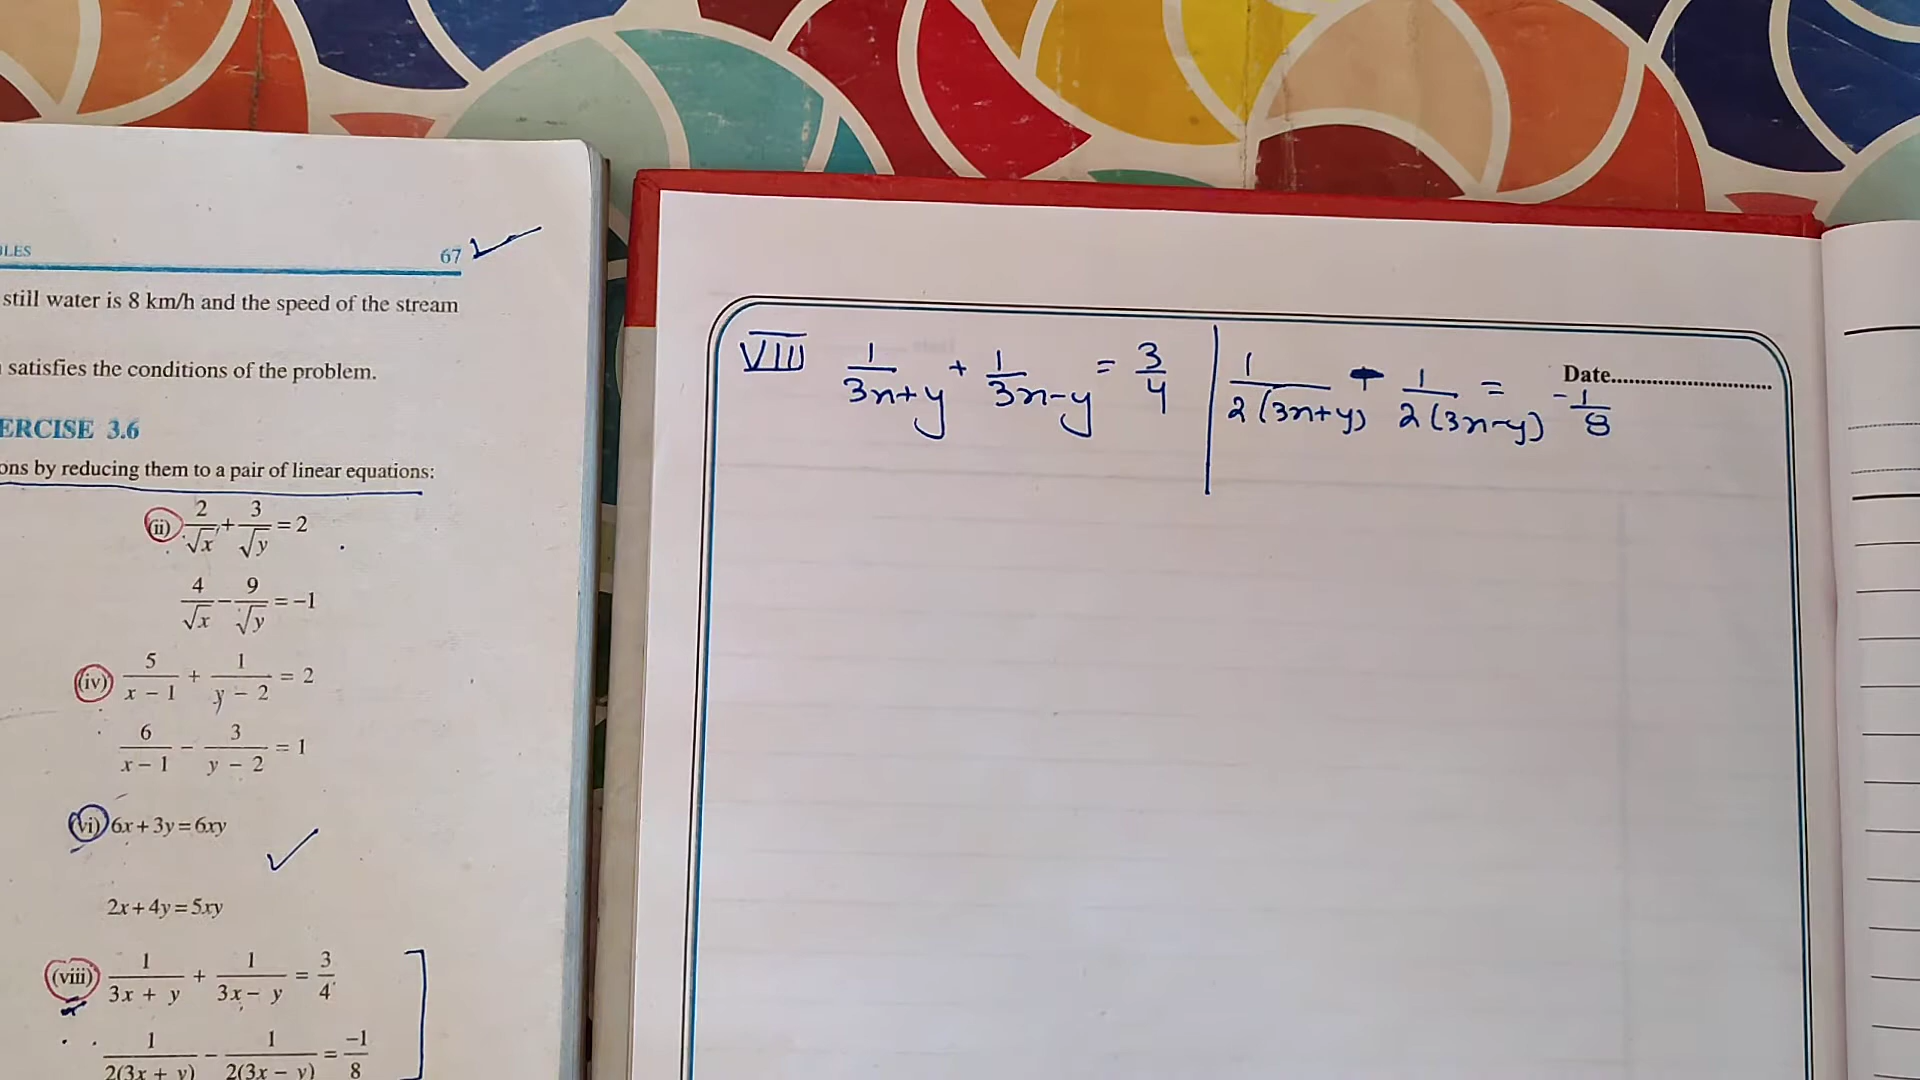 BLES 67
still water is 8 km/h and the speed of the stream
satisfies the conditions of the problem.
ERCISE 3.6
ons by reducing them to a pair of linear equations:
(ii) 2/√x + 3/√y = 2
4/√x − 9/√y = −1
(iv) 5/(x − 1) + 1/(y − 2) = 2
6/(x − 1) − 3/(y − 2) = 1
(vi) 6x + 3y = 6xy
2x + 4y = 5xy
(viii) 1/(3x + y) + 1/(3x − y) = 3/4
1/(2(3x + y)) − 1/(2(3x − y)) = −1/8
Date
VIII 1/(3x+y) + 1/(3x−y) = 3/4 | 1/(2(3x+y)) - 1/(2(3x−y)) = −1/8